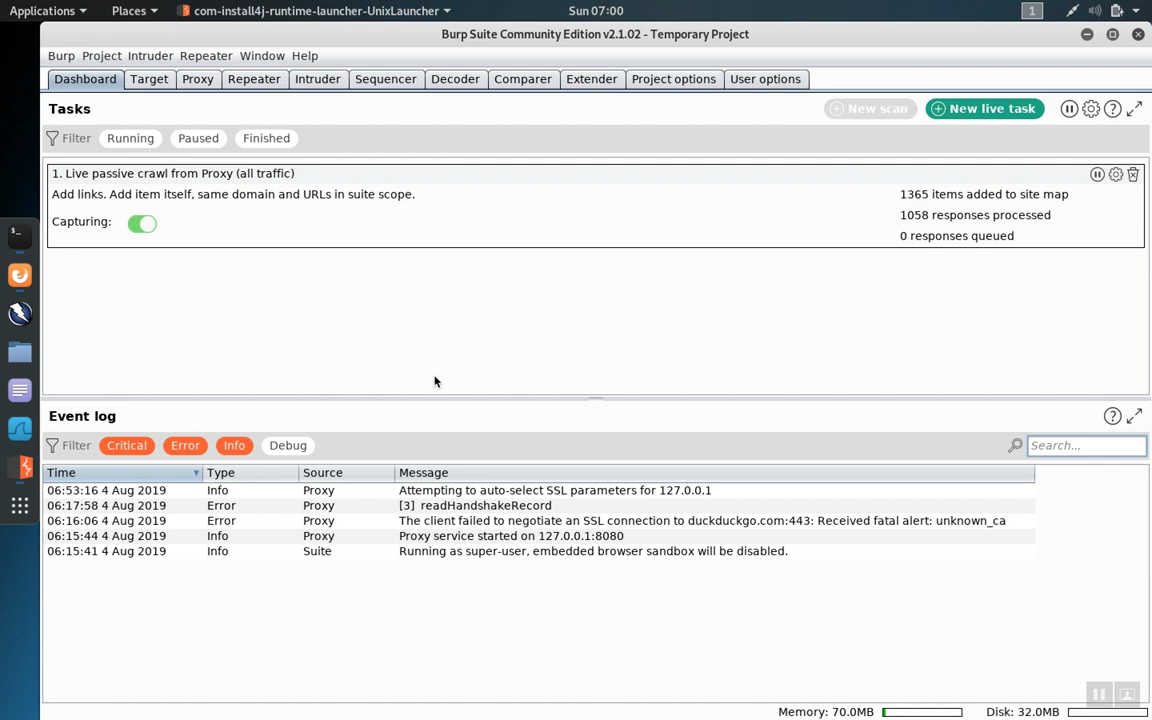 Applications Places com-install4j-runtime-launcher-UnixLauncher Sun 07:00 1
Burp Suite Community Edition v2.1.02 - Temporary Project
Burp Project Intruder Repeater Window Help
Dashboard Target Proxy Repeater Intruder Sequencer Decoder Comparer Extender Project options User options
Tasks New scan New live task
Filter Running Paused Finished
1. Live passive crawl from Proxy (all traffic)
Add links. Add item itself, same domain and URLs in suite scope. 1365 items added to site map
Capturing: 1058 responses processed
0 responses queued
Event log
Filter Critical Error Info Debug Search...
Time Type Source Message
06:53:16 4 Aug 2019 Info Proxy Attempting to auto-select SSL parameters for 127.0.0.1
06:17:58 4 Aug 2019 Error Proxy [3] readHandshakeRecord
06:16:06 4 Aug 2019 Error Proxy The client failed to negotiate an SSL connection to duckduckgo.com:443: Received fatal alert: unknown_ca
06:15:44 4 Aug 2019 Info Proxy Proxy service started on 127.0.0.1:8080
06:15:41 4 Aug 2019 Info Suite Running as super-user, embedded browser sandbox will be disabled.
Memory: 70.0MB Disk: 32.0MB